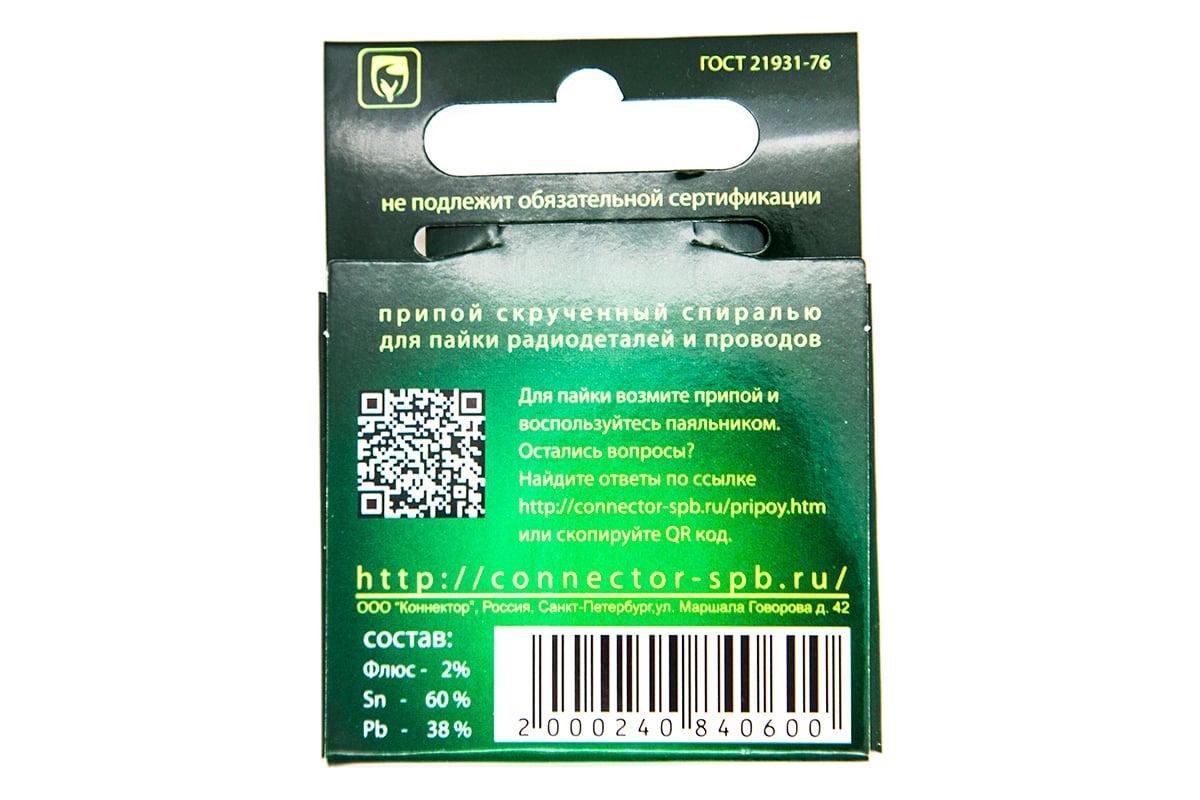 ГОСТ 21931-76
не подлежит обязательной сертификации
припой скрученный спиралью
для пайки радиодеталей и проводов
Для пайки возмите припой и
воспользуйтесь паяльником.
Остались вопросы?
Найдите ответы по ссылке
http://connector-spb.ru/pripoy.htm
или скопируйте QR код.
http://connector-spb.ru/
ООО "Коннектор", Россия, Санкт-Петербург,ул. Маршала Говорова д. 42
состав:
Флюс - 2%
Sn - 60 %
Pb - 38 %
2 000240 840600